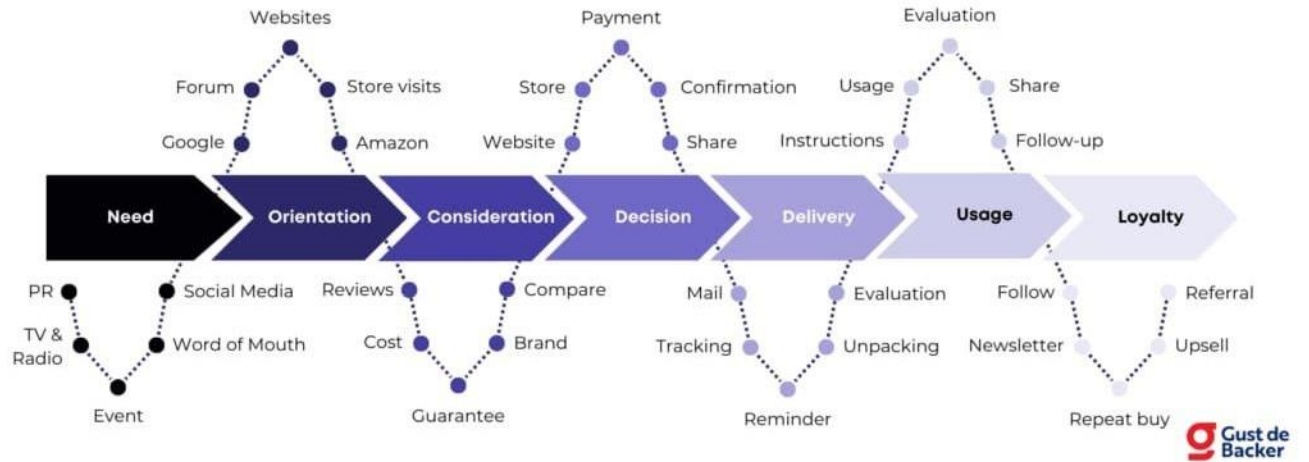 Websites
Payment
Evaluation
Forum
Store visits
Store
Confirmation
Usage
Share
Google
Amazon
Website
Share
Instructions
Follow-up
Need
Orientation
Consideration
Decision
Delivery
Usage
Loyalty
PR
Social Media
Reviews
Compare
Mail
Evaluation
Follow
Referral
TV &
Radio
Word of Mouth
Cost
Brand
Tracking
Unpacking
Newsletter
Upsell
Event
Guarantee
Reminder
Repeat buy
g Gust de
Backer